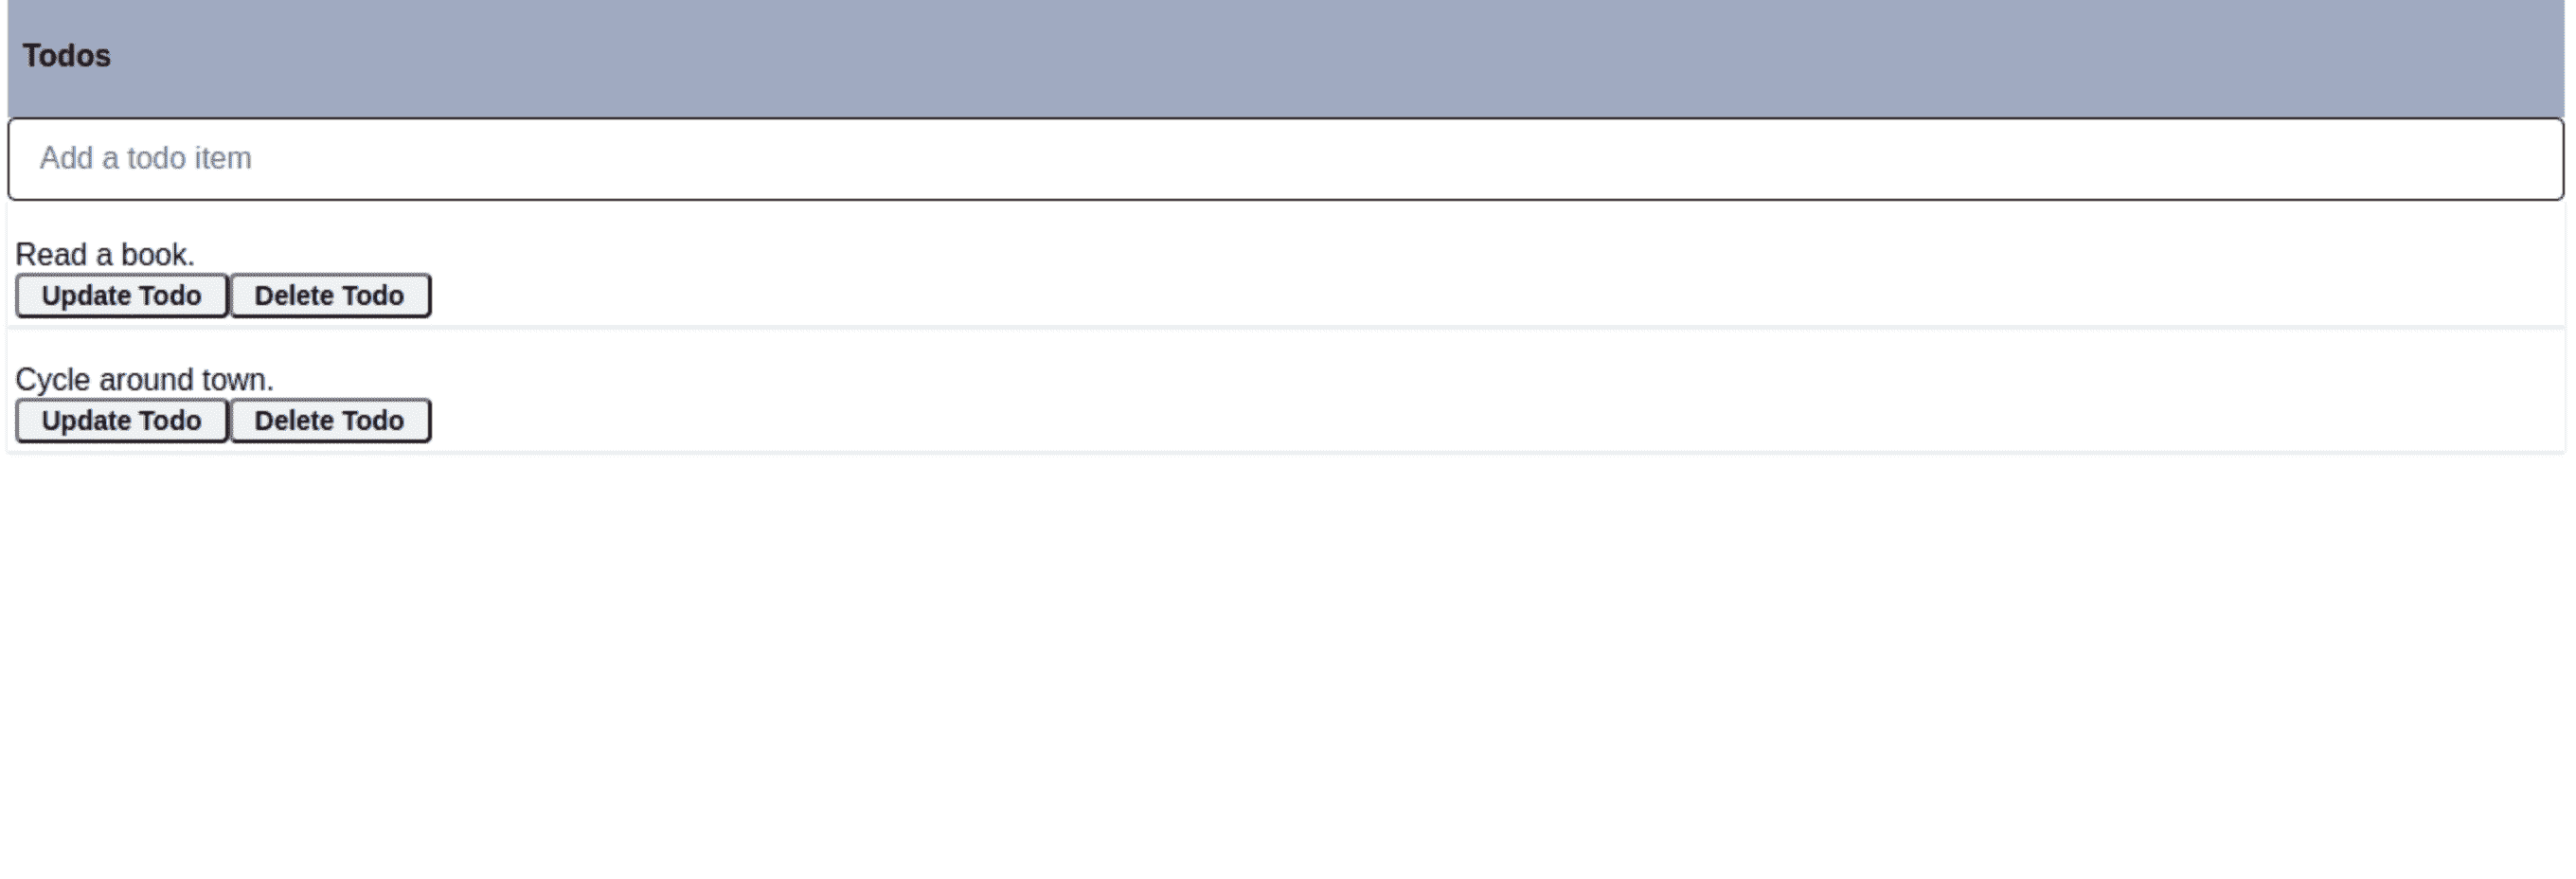 Todos
Add a todo item
Read a book.
Update Todo Delete Todo
Cycle around town.
Update Todo Delete Todo